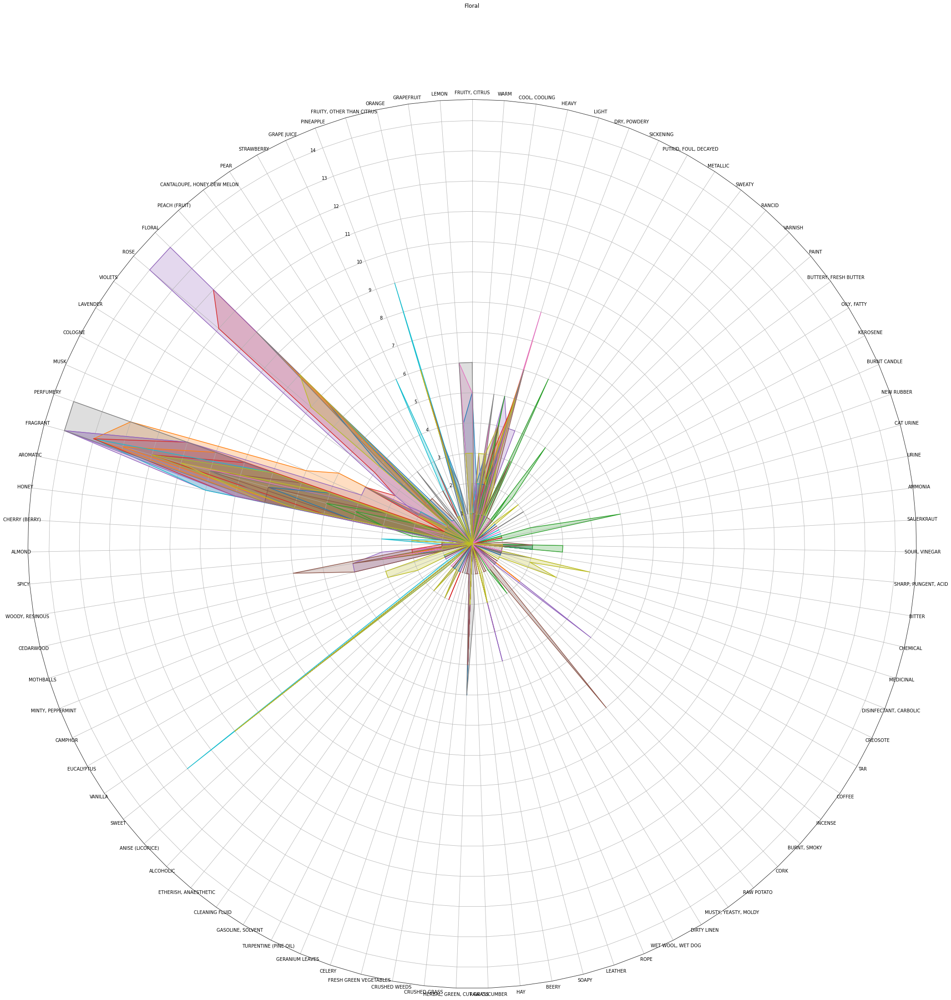 Floral
FRUITY, CITRUS
LEMON
GRAPEFRUIT
ORANGE
FRUITY, OTHER THAN CITRUS
PINEAPPLE
GRAPE JUICE
STRAWBERRY
PEAR
CANTALOUPE, HONEY DEW MELON
PEACH (FRUIT)
FLORAL
ROSE
VIOLETS
LAVENDER
COLOGNE
MUSK
PERFUMERY
FRAGRANT
AROMATIC
HONEY
CHERRY (BERRY)
ALMOND
SPICY
WOODY, RESINOUS
CEDARWOOD
MOTHBALLS
MINTY, PEPPERMINT
CAMPHOR
EUCALYPTUS
VANILLA
SWEET
ANISE (LICORICE)
ALCOHOLIC
ETHERISH, ANAESTHETIC
CLEANING FLUID
GASOLINE, SOLVENT
TURPENTINE (PINE OIL)
GERANIUM LEAVES
CELERY
FRESH GREEN VEGETABLES
CRUSHED WEEDS
CRUSHED GRASS
HERBAL, GREEN, CUT GRASS
RAW CUCUMBER
HAY
BEERY
SOAPY
LEATHER
ROPE
WET WOOL, WET DOG
DIRTY LINEN
MUSTY, YEASTY, MOLDY
RAW POTATO
CORK
BURNT, SMOKY
INCENSE
COFFEE
TAR
CREOSOTE
DISINFECTANT, CARBOLIC
MEDICINAL
CHEMICAL
BITTER
SHARP, PUNGENT, ACID
SOUR, VINEGAR
SAUERKRAUT
AMMONIA
URINE
CAT URINE
NEW RUBBER
BURNT CANDLE
KEROSENE
OILY, FATTY
BUTTERY, FRESH BUTTER
PAINT
VARNISH
RANCID
SWEATY
METALLIC
PUTRID, FOUL, DECAYED
SICKENING
DRY, POWDERY
LIGHT
HEAVY
COOL, COOLING
WARM
14
13
12
11
10
9
8
7
6
5
4
3
2
1